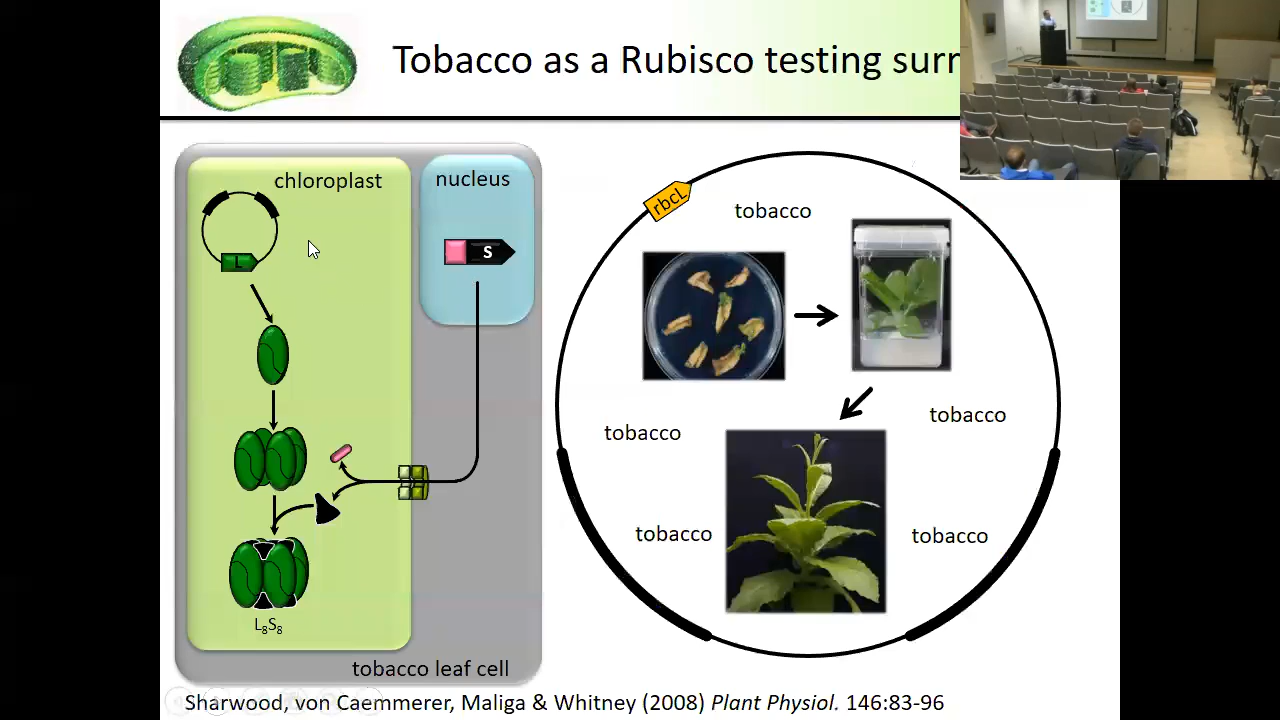 Tobacco as a Rubisco testing surr
chloroplast
nucleus
L
S
L₈S₈
tobacco leaf cell
rbcL
tobacco
tobacco
tobacco
tobacco
tobacco
Sharwood, von Caemmerer, Maliga & Whitney (2008) Plant Physiol. 146:83-96